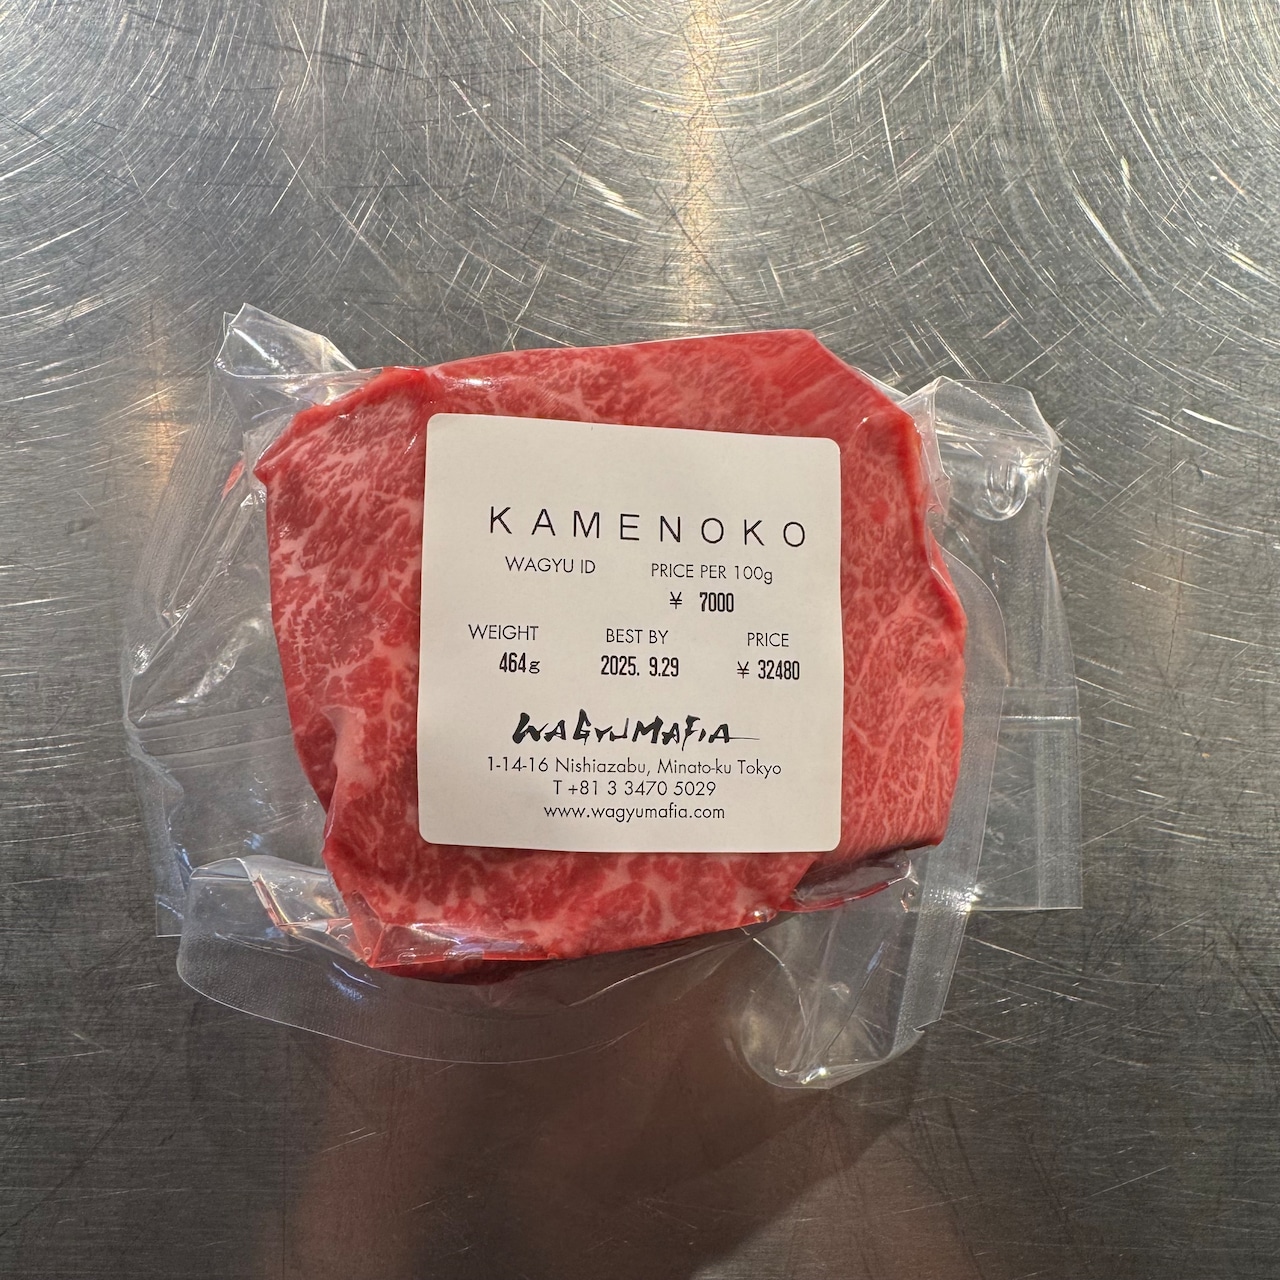 KAMENOKO
WAGYU ID PRICE PER 100g
¥ 7000
WEIGHT BEST BY PRICE
464g 2025. 9.29 ¥ 32480
WAGYUMAFIA
1-14-16 Nishiazabu, Minato-ku Tokyo
T +81 3 3470 5029
www.wagyumafia.com